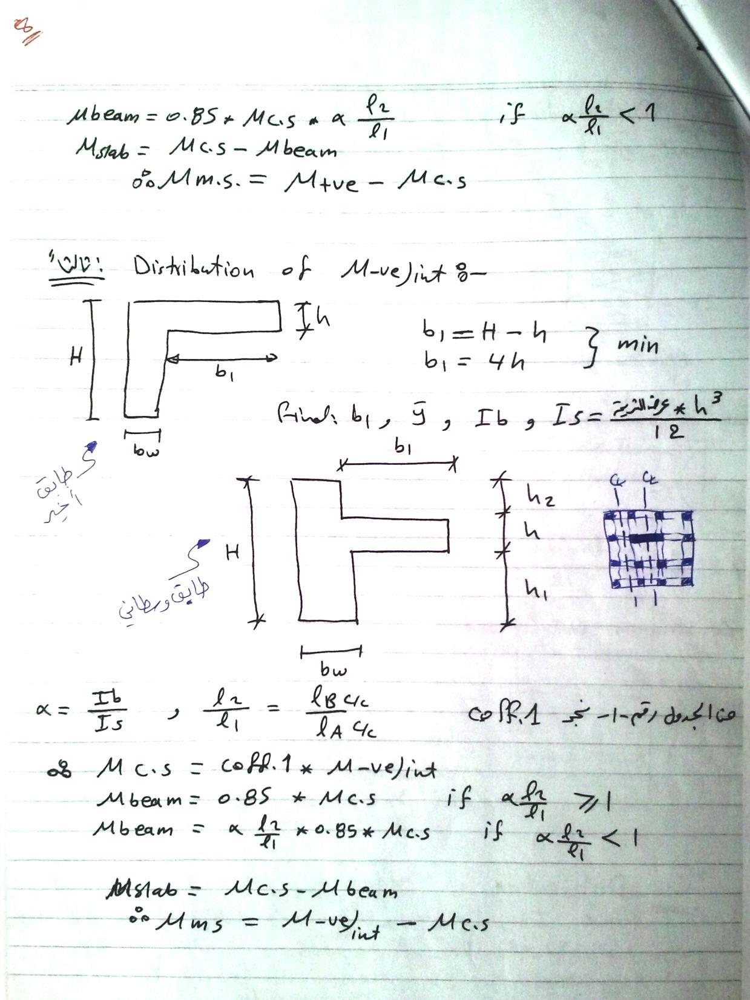 Mbeam = 0.85 * Mc.s * α l2/l1 if α l2/l1 < 1
Mslab = Mc.s - Mbeam
∴ Mm.s. = M+ve - Mc.s
ثالثاً: Distribution of M-ve)int :-
H
h
b1
bw
b1 = H - h
b1 = 4h } min
Find: b1, ȳ, Ib, Is = عرض الشريحة * h³ / 12
طابق أخير
b1
H
h2
h
h1
bw
طابق وسطاني
C̵L C̵L
α = Ib/Is , l2/l1 = lB c/c / lA c/c من الجدول رقم -1- نجد coff.1
∴ Mc.s = coff.1 * M-ve)int
Mbeam = 0.85 * Mc.s if α l2/l1 ≥ 1
Mbeam = α l2/l1 * 0.85 * Mc.s if α l2/l1 < 1
Mslab = Mc.s - Mbeam
∴ Mms = M-ve)int - Mc.s